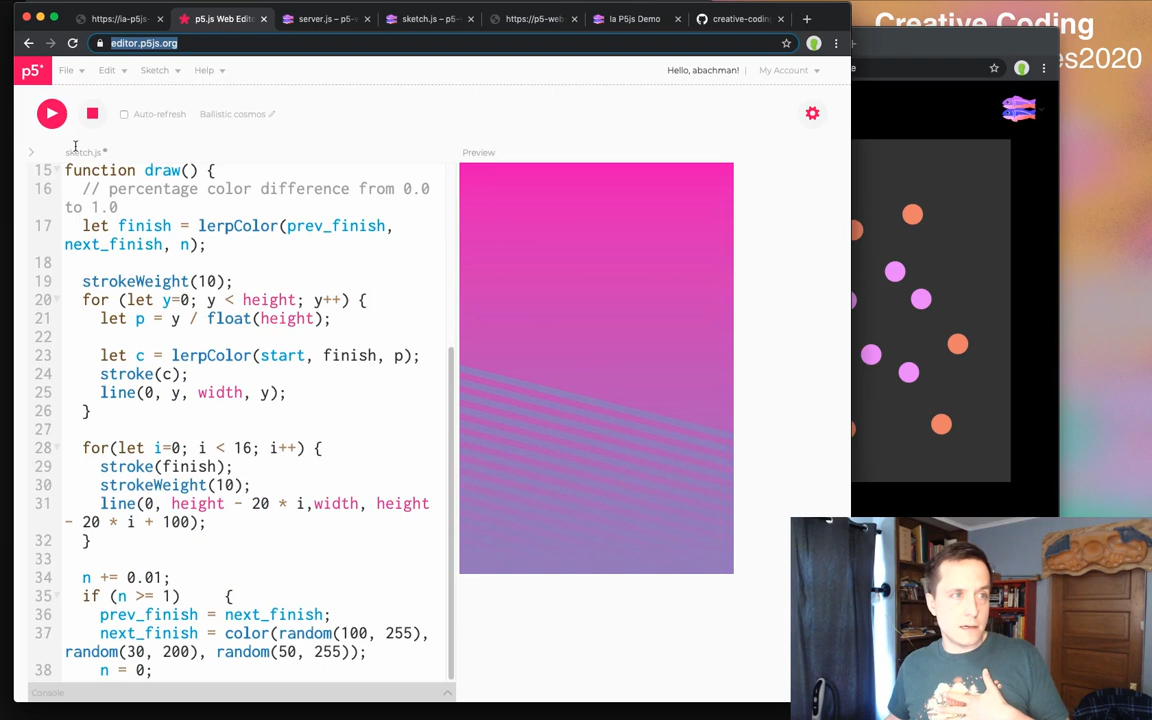 Creative Coding
es2020
https://ia-p5js-
p5.js Web Edit
server.js – p5-
sketch.js – p5-
https://p5-web
Ia P5js Demo
creative-coding
editor.p5js.org
p5*
File
Edit
Sketch
Help
Hello, abachman!
My Account
Auto-refresh
Ballistic cosmos
sketch.js
Preview
15 function draw() {
16 // percentage color difference from 0.0
to 1.0
17 let finish = lerpColor(prev_finish,
next_finish, n);
18
19 strokeWeight(10);
20 for (let y=0; y < height; y++) {
21 let p = y / float(height);
22
23 let c = lerpColor(start, finish, p);
24 stroke(c);
25 line(0, y, width, y);
26 }
27
28 for(let i=0; i < 16; i++) {
29 stroke(finish);
30 strokeWeight(10);
31 line(0, height - 20 * i,width, height
- 20 * i + 100);
32 }
33
34 n += 0.01;
35 if (n >= 1) {
36 prev_finish = next_finish;
37 next_finish = color(random(100, 255),
random(30, 200), random(50, 255));
38 n = 0;
Console